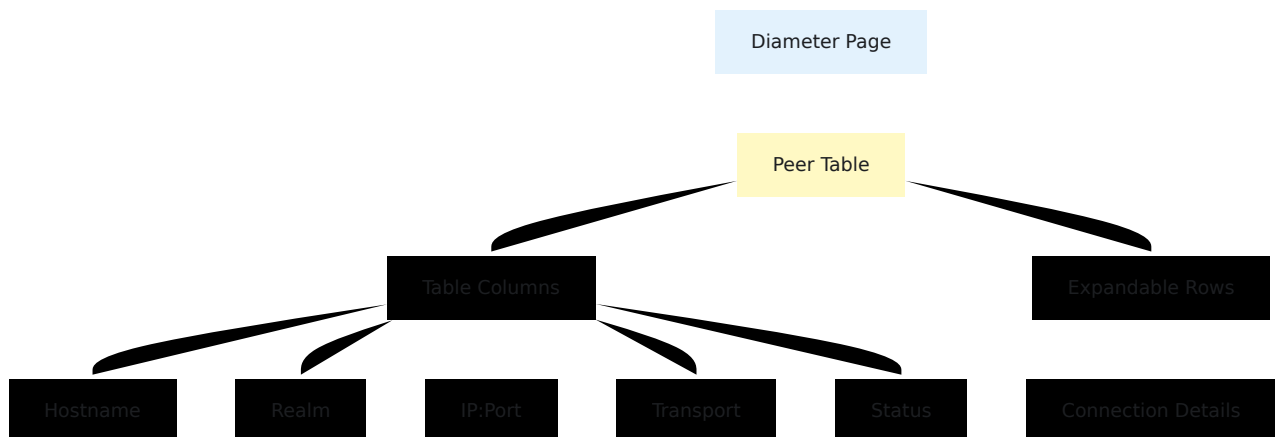 Diameter Page
Peer Table
Table Columns
Expandable Rows
Hostname
Realm
IP:Port
Transport
Status
Connection Details